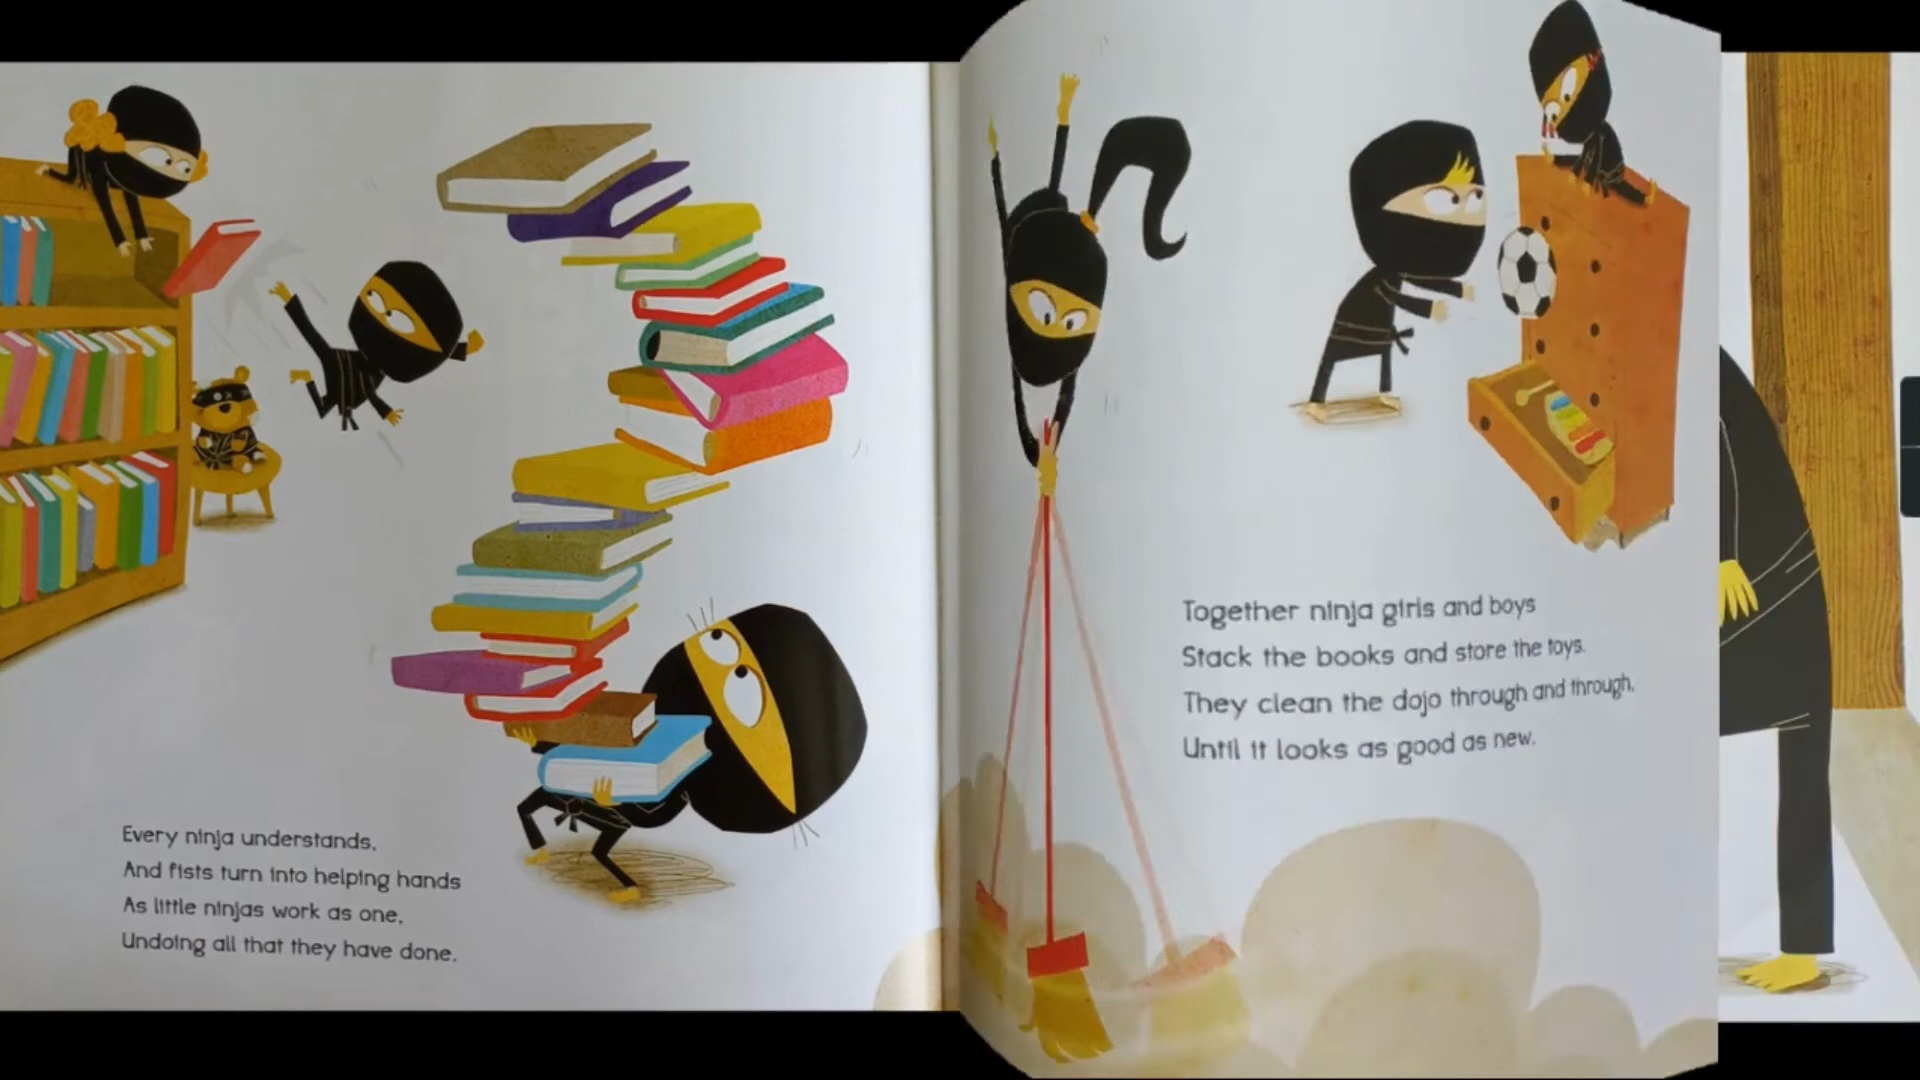 Every ninja understands,
And fists turn into helping hands
As little ninjas work as one,
Undoing all that they have done.
Together ninja girls and boys
Stack the books and store the toys.
They clean the dojo through and through,
Until it looks as good as new.